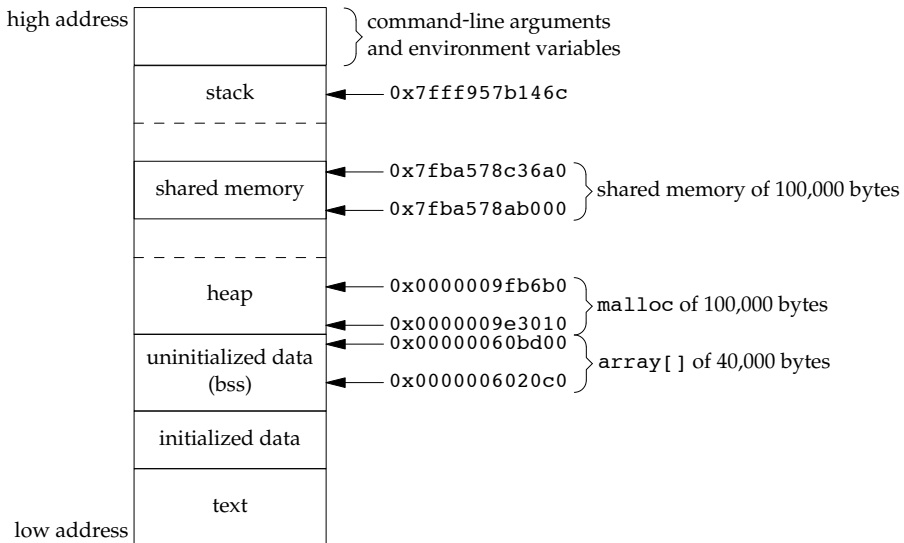 high address
command-line arguments
and environment variables
stack
0x7fff957b146c
shared memory
0x7fba578c36a0
0x7fba578ab000
shared memory of 100,000 bytes
heap
0x0000009fb6b0
0x0000009e3010
malloc of 100,000 bytes
uninitialized data
(bss)
0x00000060bd00
0x0000006020c0
array[] of 40,000 bytes
initialized data
text
low address